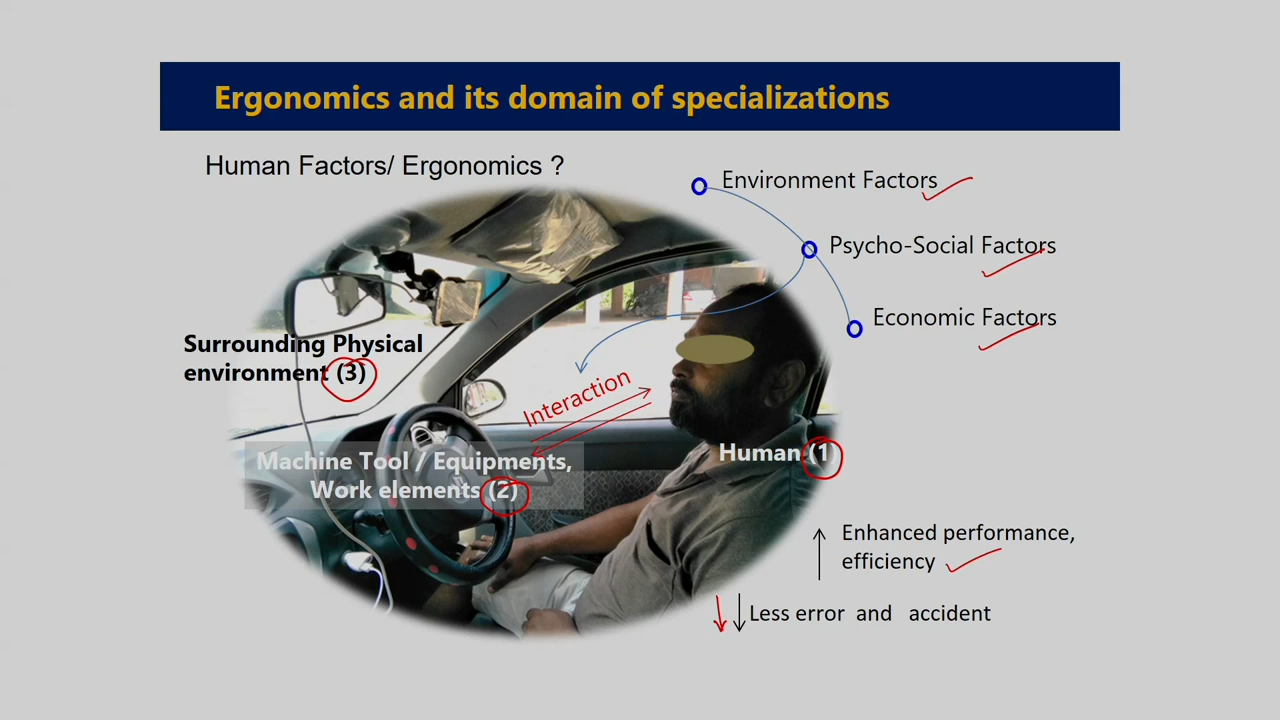 Ergonomics and its domain of specializations
Human Factors/ Ergonomics ?
Environment Factors
Psycho-Social Factors
Economic Factors
Surrounding Physical
environment (3)
Interaction
Machine Tool / Equipments,
Work elements (2)
Human (1)
Enhanced performance,
efficiency
Less error and accident